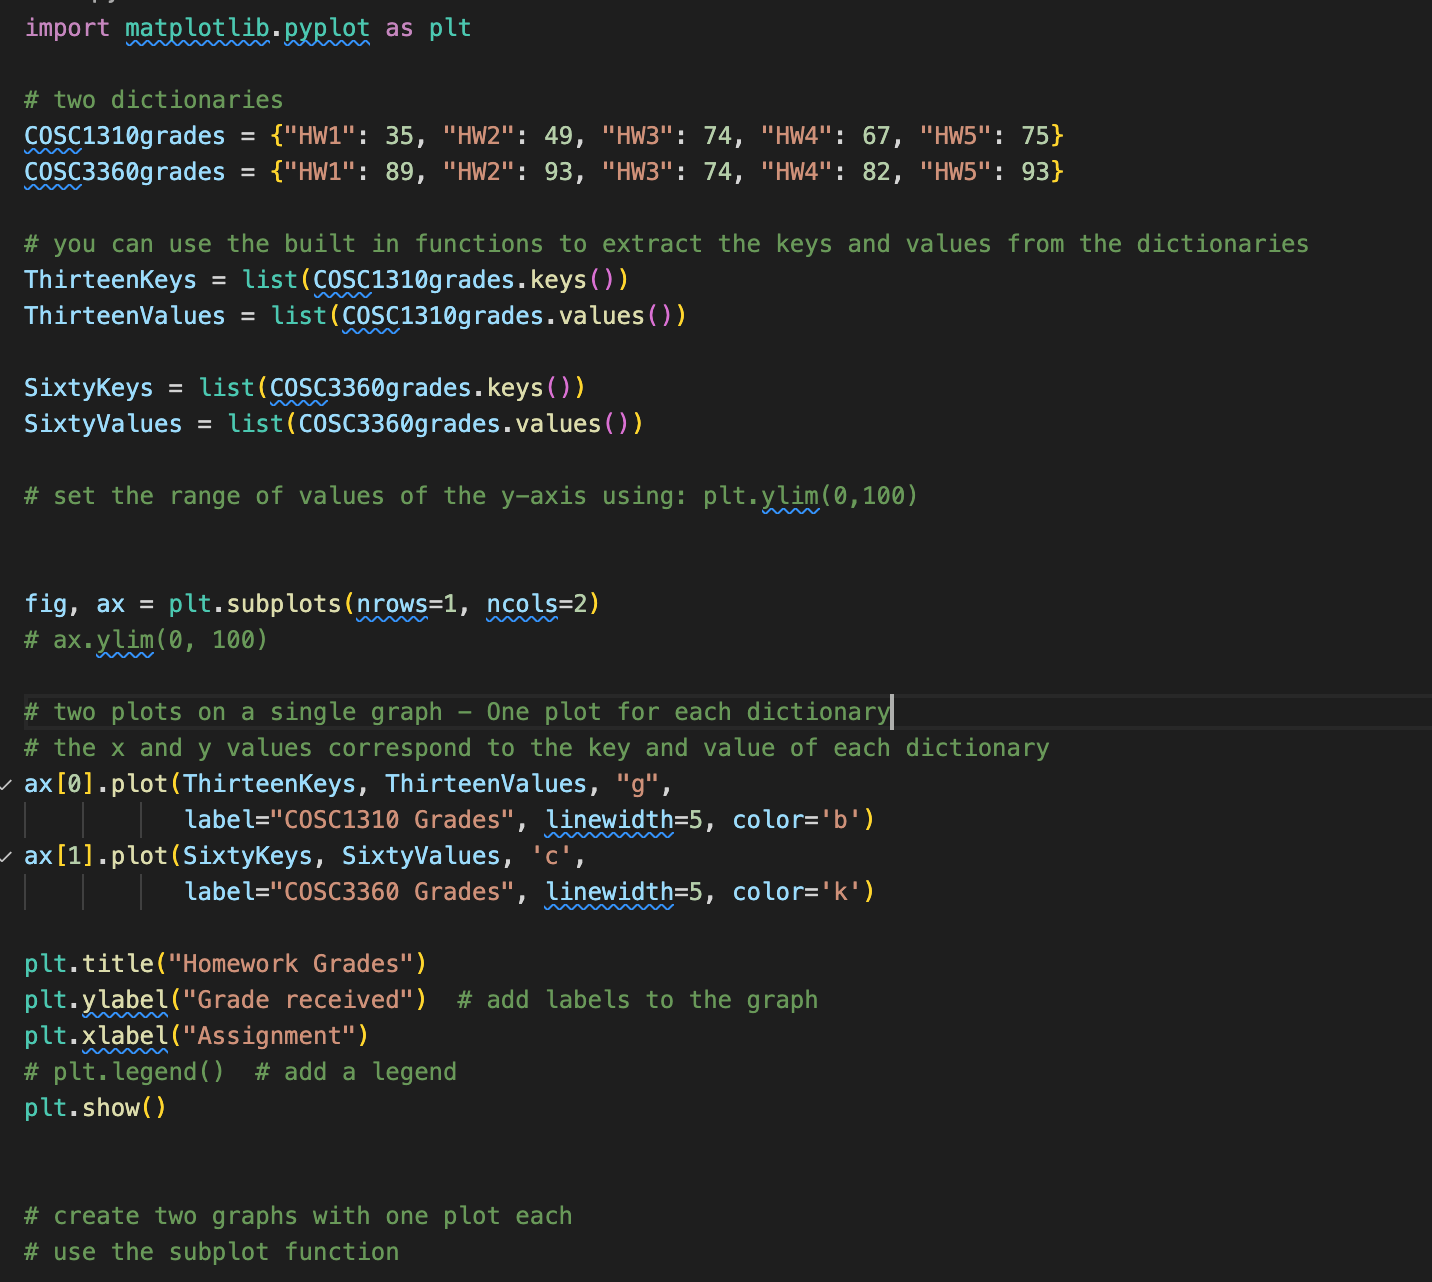 import matplotlib.pyplot as plt
# two dictionaries
COSC1310grades = {"HW1": 35, "HW2": 49, "HW3": 74, "HW4": 67, "HW5": 75}
COSC3360grades = {"HW1": 89, "HW2": 93, "HW3": 74, "HW4": 82, "HW5": 93}
# you can use the built in functions to extract the keys and values from the dictionaries
ThirteenKeys = list(COSC1310grades.keys())
ThirteenValues = list(COSC1310grades.values())
SixtyKeys = list(COSC3360grades.keys())
SixtyValues = list(COSC3360grades.values())
# set the range of values of the y-axis using: plt.ylim(0,100)
fig, ax = plt.subplots(nrows=1, ncols=2)
# ax.ylim(0, 100)
# two plots on a single graph - One plot for each dictionary
# the x and y values correspond to the key and value of each dictionary
ax[0].plot(ThirteenKeys, ThirteenValues, "g",
label="COSC1310 Grades", linewidth=5, color='b')
ax[1].plot(SixtyKeys, SixtyValues, 'c',
label="COSC3360 Grades", linewidth=5, color='k')
plt.title("Homework Grades")
plt.ylabel("Grade received")  # add labels to the graph
plt.xlabel("Assignment")
# plt.legend()  # add a legend
plt.show()
# create two graphs with one plot each
# use the subplot function